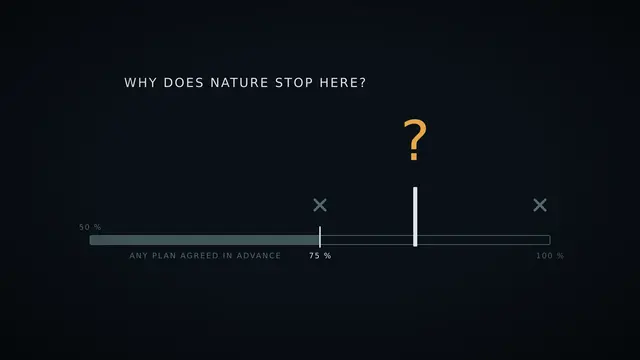 WHY DOES NATURE STOP HERE?
?
50 %
ANY PLAN AGREED IN ADVANCE
75 %
100 %